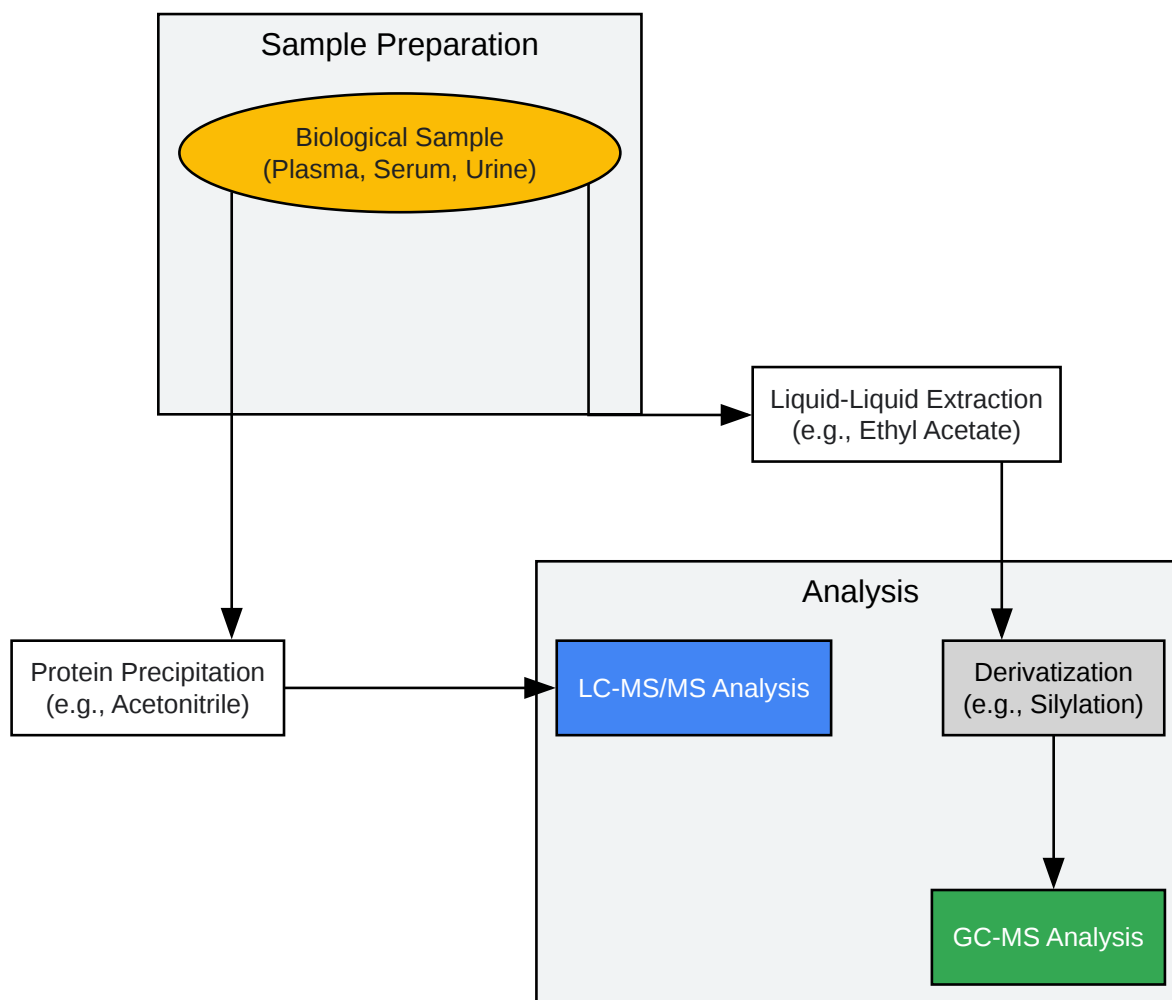 Sample Preparation
Biological Sample
(Plasma, Serum, Urine)
Liquid-Liquid Extraction
(e.g., Ethyl Acetate)
Analysis
Protein Precipitation
(e.g., Acetonitrile)
LC-MS/MS Analysis
Derivatization
(e.g., Silylation)
GC-MS Analysis